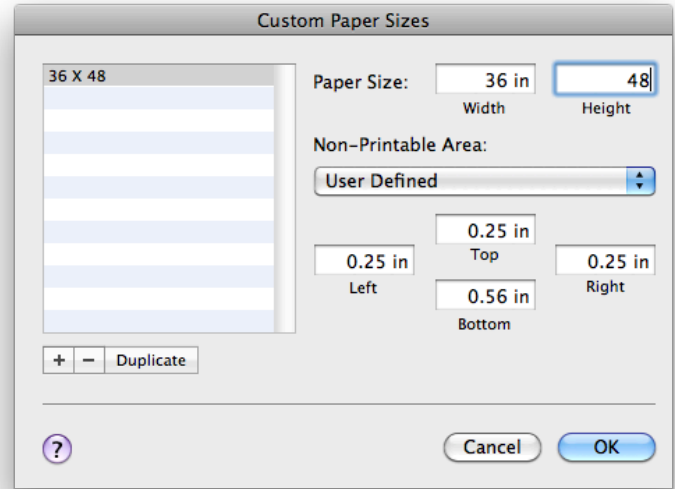 Custom Paper Sizes
36 X 48
Paper Size:
36 in
48
Width
Height
Non-Printable Area:
User Defined
0.25 in
Top
0.25 in
Left
0.25 in
Right
0.56 in
Bottom
+
−
Duplicate
?
Cancel
OK